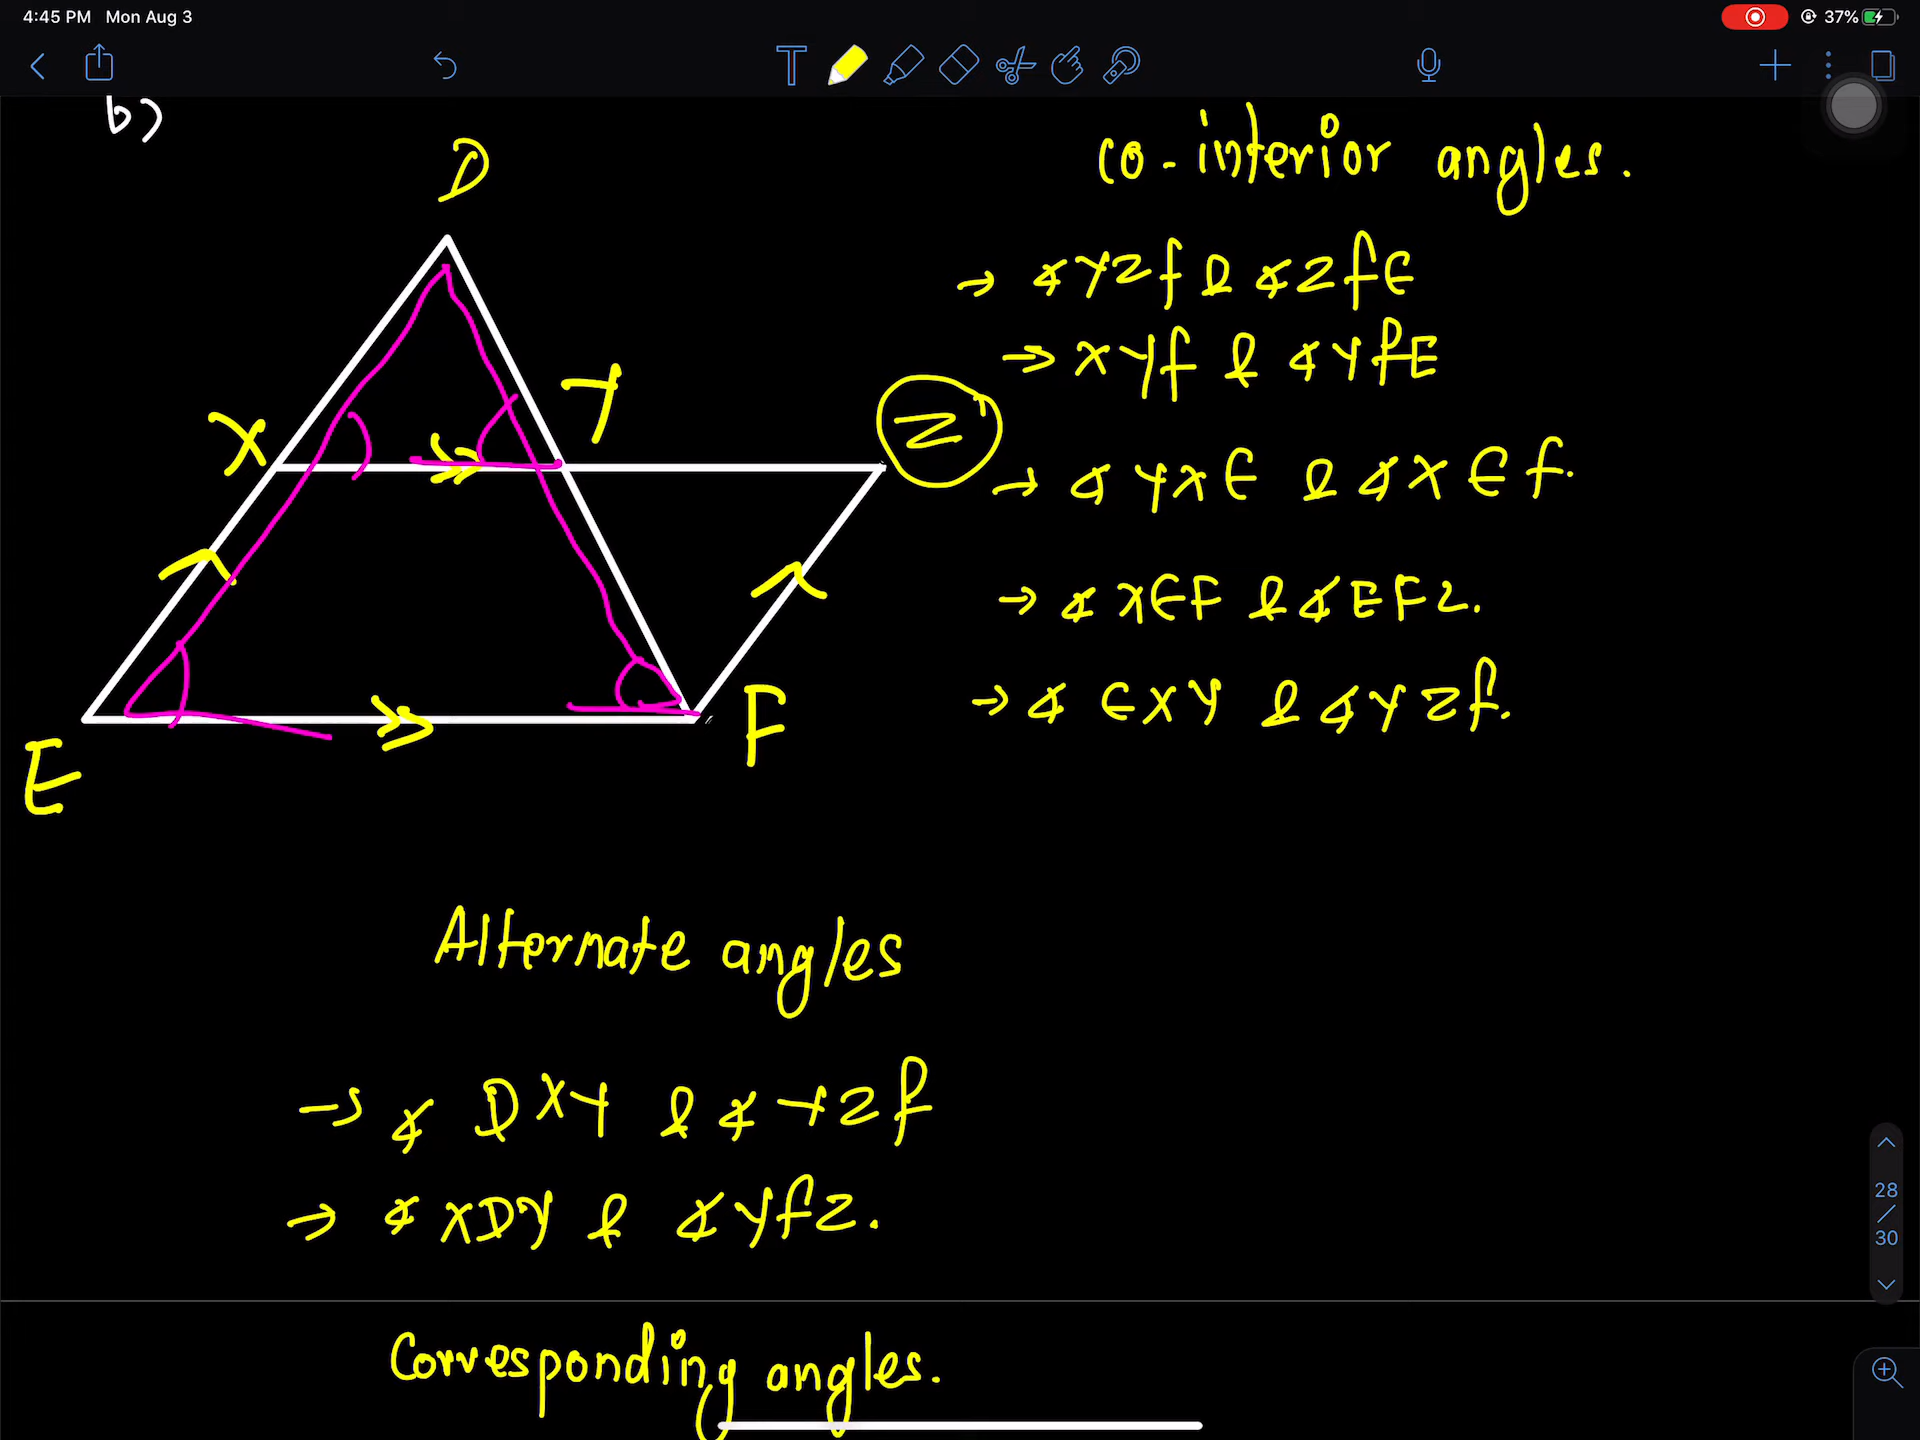 4:45 PM Mon Aug 3
37%
b)
D
X
Y
Z
E
F
co-interior angles.
→ ∡YZf & ∡ZfE
→ XYf & ∡YfE
→ ∡YXE & ∡XEf.
→ ∡XEF & ∡EFZ.
→ ∡EXY & ∡YZf.
Alternate angles
→ ∡DXY & ∡YZf
→ ∡XDY & ∡YfZ.
Corresponding angles.
28
/
30